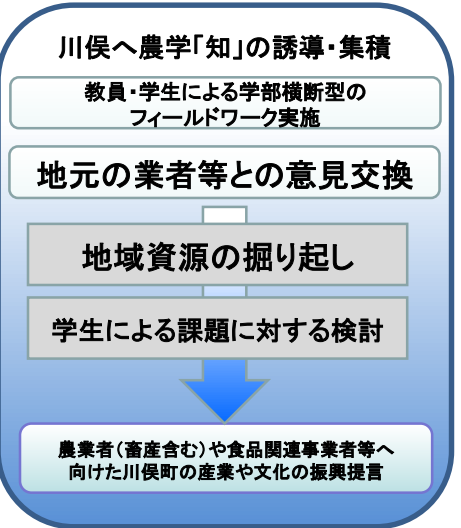 川俣へ農学「知」の誘導・集積
教員・学生による学部横断型の
フィールドワーク実施
地元の業者等との意見交換
地域資源の掘り起し
学生による課題に対する検討
農業者（畜産含む）や食品関連事業者等へ
向けた川俣町の産業や文化の振興提言